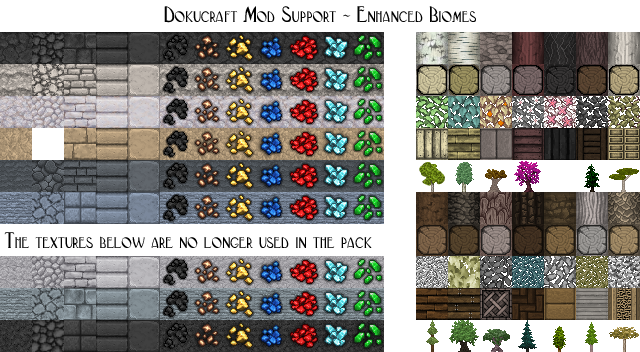 Dokucraft Mod Support ~ Enhanced Biomes
The textures below are no longer used in the pack